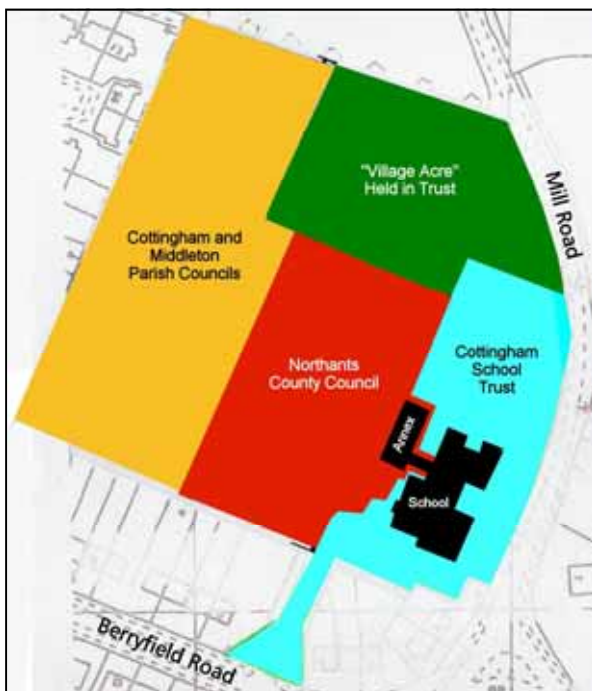 "Village Acre"
Held in Trust
Mill Road
Cottingham and
Middleton
Parish Councils
Northants
County Council
Cottingham
School
Trust
Annex
School
Berryfield Road